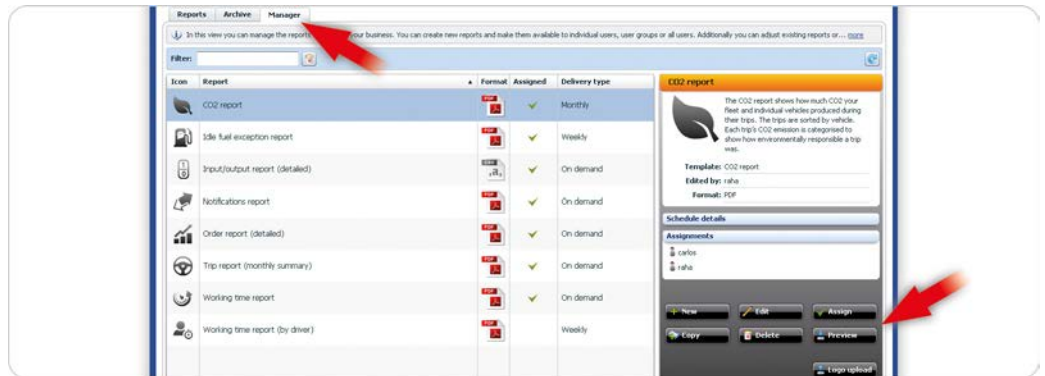 Reports Archive Manager
In this view you can manage the reports your business. You can create new reports and make them available to individual users, user groups or all users. Additionally you can adjust existing reports or... more
Filter:
Icon Report Format Assigned Delivery type
CO2 report PDF Monthly
Idle fuel exception report PDF Weekly
Input/output report (detailed) ,a, On demand
Notifications report PDF On demand
Order report (detailed) PDF On demand
Trip report (monthly summary) PDF On demand
Working time report PDF On demand
Working time report (by driver) PDF Weekly
CO2 report
The CO2 report shows how much CO2 your
fleet and individual vehicles produced during
their trips. The trips are sorted by vehicle.
Each trip's CO2 emission is categorised to
show how environmentally responsible a trip
was.
Template: CO2 report
Edited by: raha
Format: PDF
Schedule details
Assignments
carlos
raha
New Edit Assign
Copy Delete Preview
Logo upload